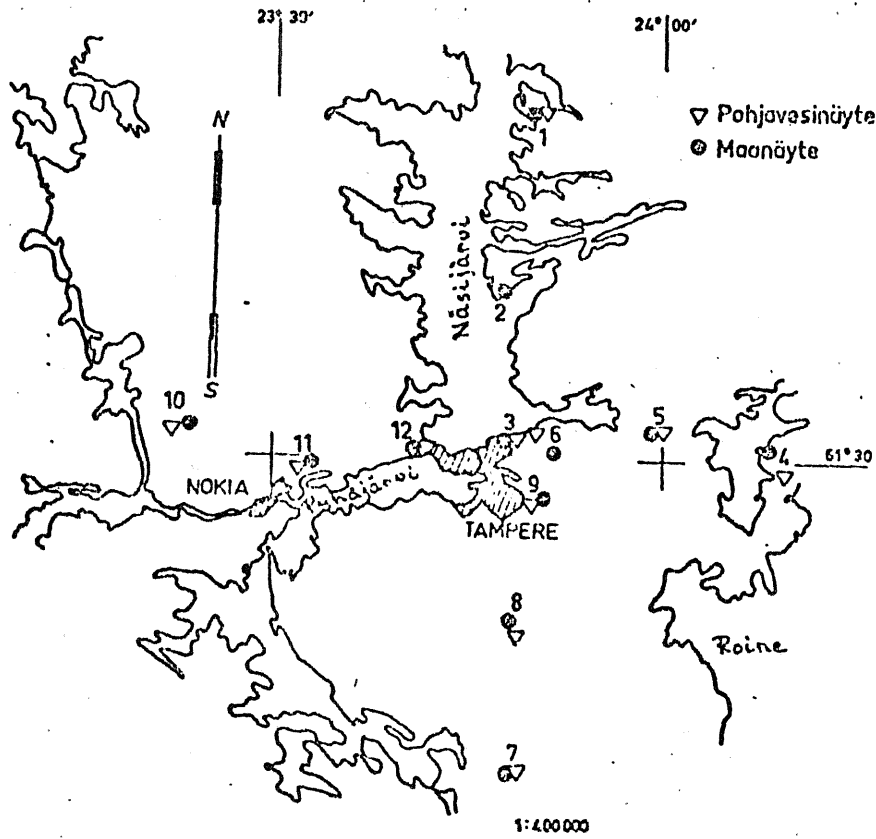 23° 30'
24° 00'
N
▽ Pohjavesinäyte
● Maanäyte
1
Näsijärvi
2
S
10
3
6
5
12
11
4
61° 30
NOKIA
Pyhäjärvi
9
TAMPERE
8
Roine
7
1:400 000